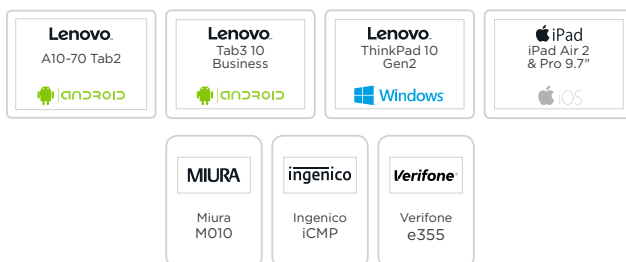 Lenovo.
A10-70 Tab2
ANDROID
Lenovo.
Tab3 10
Business
ANDROID
Lenovo.
ThinkPad 10
Gen2
Windows
iPad
iPad Air 2
& Pro 9.7"
iOS
MIURA
Miura
M010
ingenico
Ingenico
iCMP
Verifone
Verifone
e355